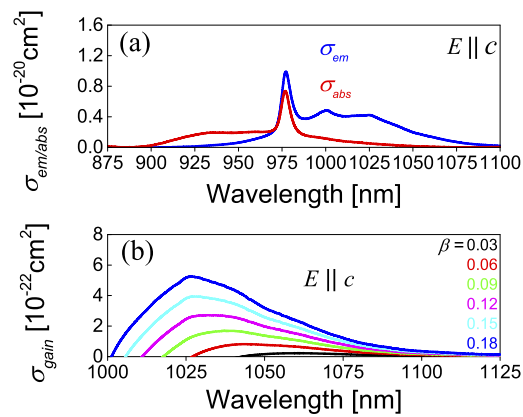 (a)
σem
E || c
σabs
σem/abs [10-20cm2]
1.6
1.2
0.8
0.4
0.0
875 900 925 950 975 1000 1025 1050 1075 1100
Wavelength [nm]
(b)
E || c
β = 0.03
0.06
0.09
0.12
0.15
0.18
σgain [10-22cm2]
8
6
4
2
0
1000 1025 1050 1075 1100 1125
Wavelength [nm]